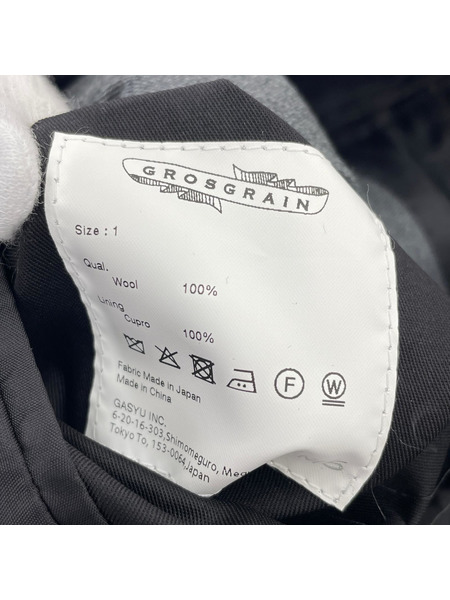 GROSGRAIN
Size : 1
Qual.
Wool 100%
Lining
Cupro 100%
F W
Fabric Made in Japan
Made in China
GASYU INC.
6-20-16-303,Shimomeguro,
Tokyo To, 153-0064,Japan